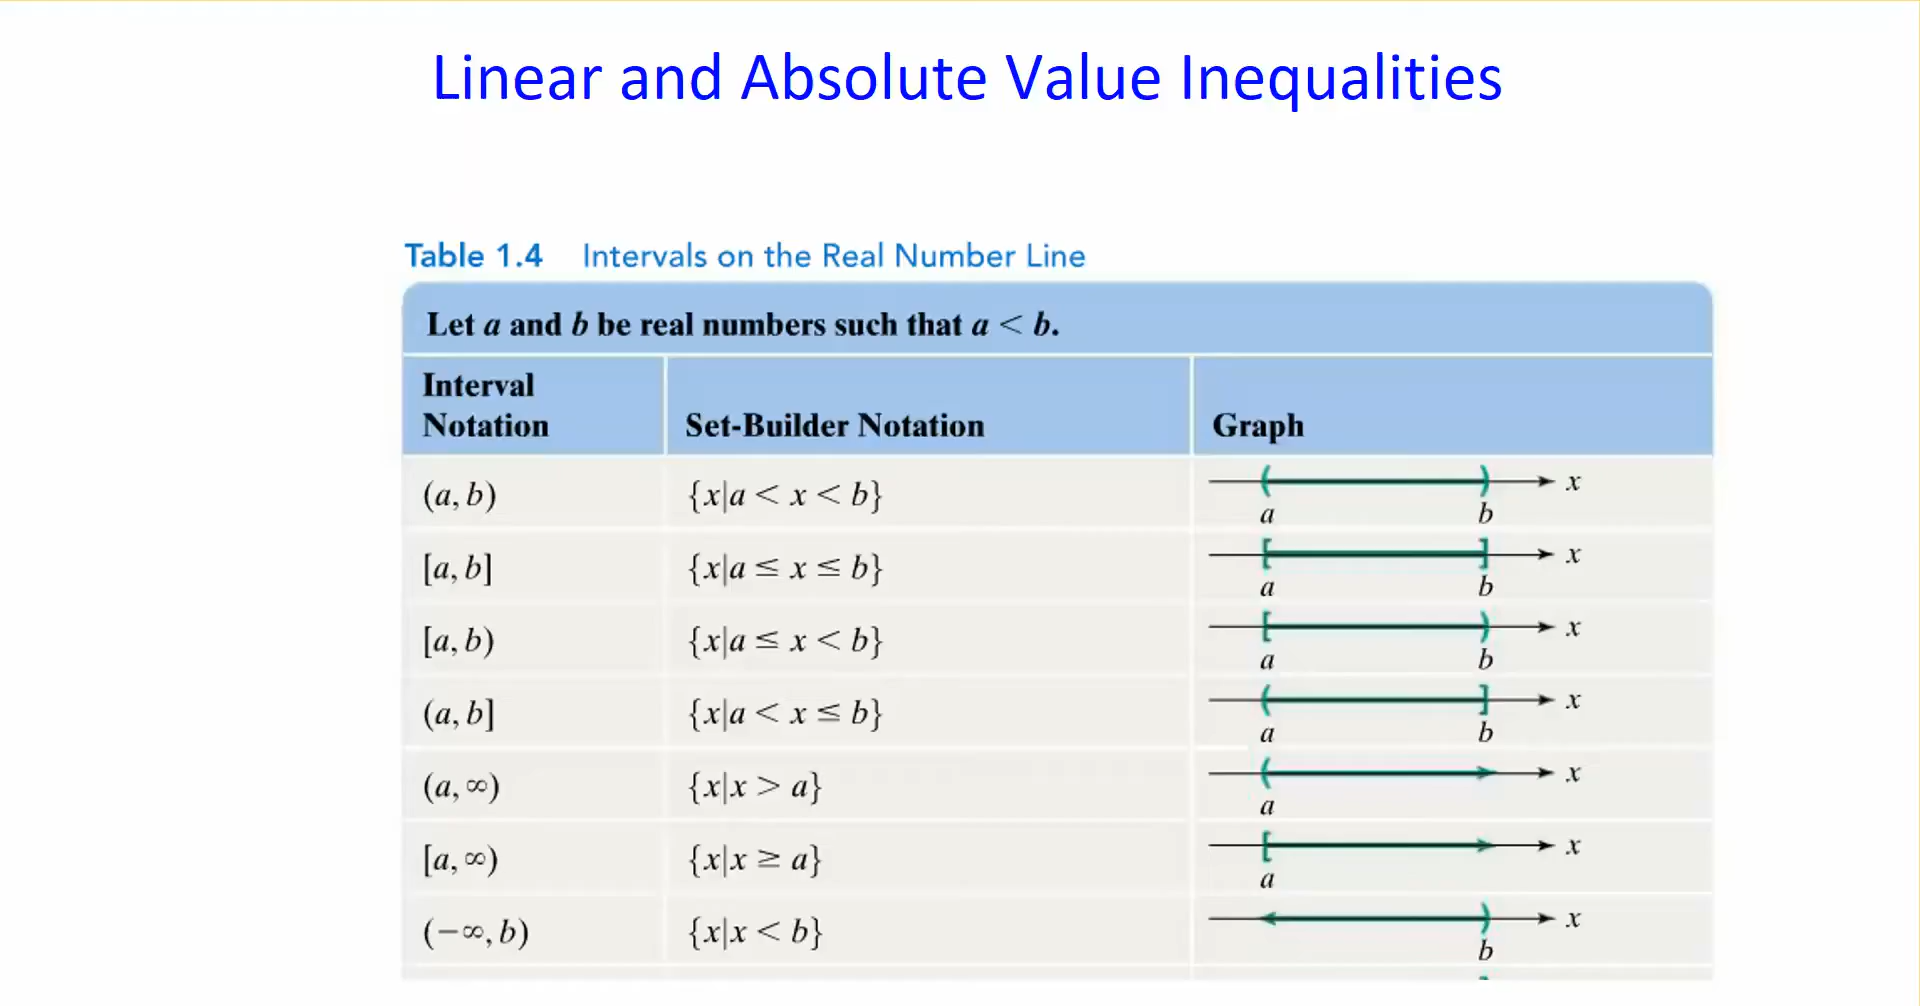 Linear and Absolute Value Inequalities
Table 1.4 Intervals on the Real Number Line
Let a and b be real numbers such that a < b.
Interval Notation
Set-Builder Notation
Graph
(a, b) {x|a < x < b} x
a b
[a, b] {x|a ≤ x ≤ b} x
a b
[a, b) {x|a ≤ x < b} x
a b
(a, b] {x|a < x ≤ b} x
a b
(a, ∞) {x|x > a} x
a
[a, ∞) {x|x ≥ a} x
a
(−∞, b) {x|x < b} x
b